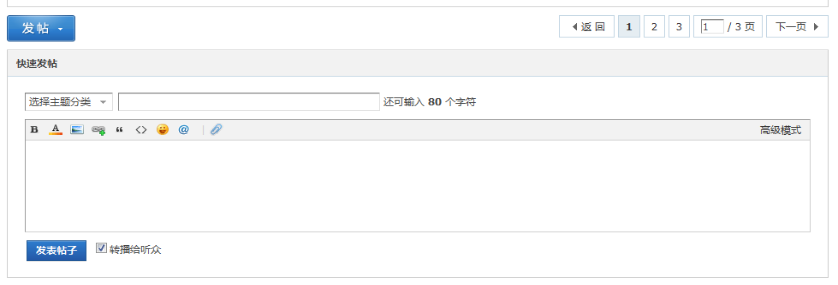 发帖
返回 1 2 3 1 / 3 页 下一页
快速发帖
选择主题分类 还可输入 80 个字符
B A “ <> @ 高级模式
发表帖子 转播给听众